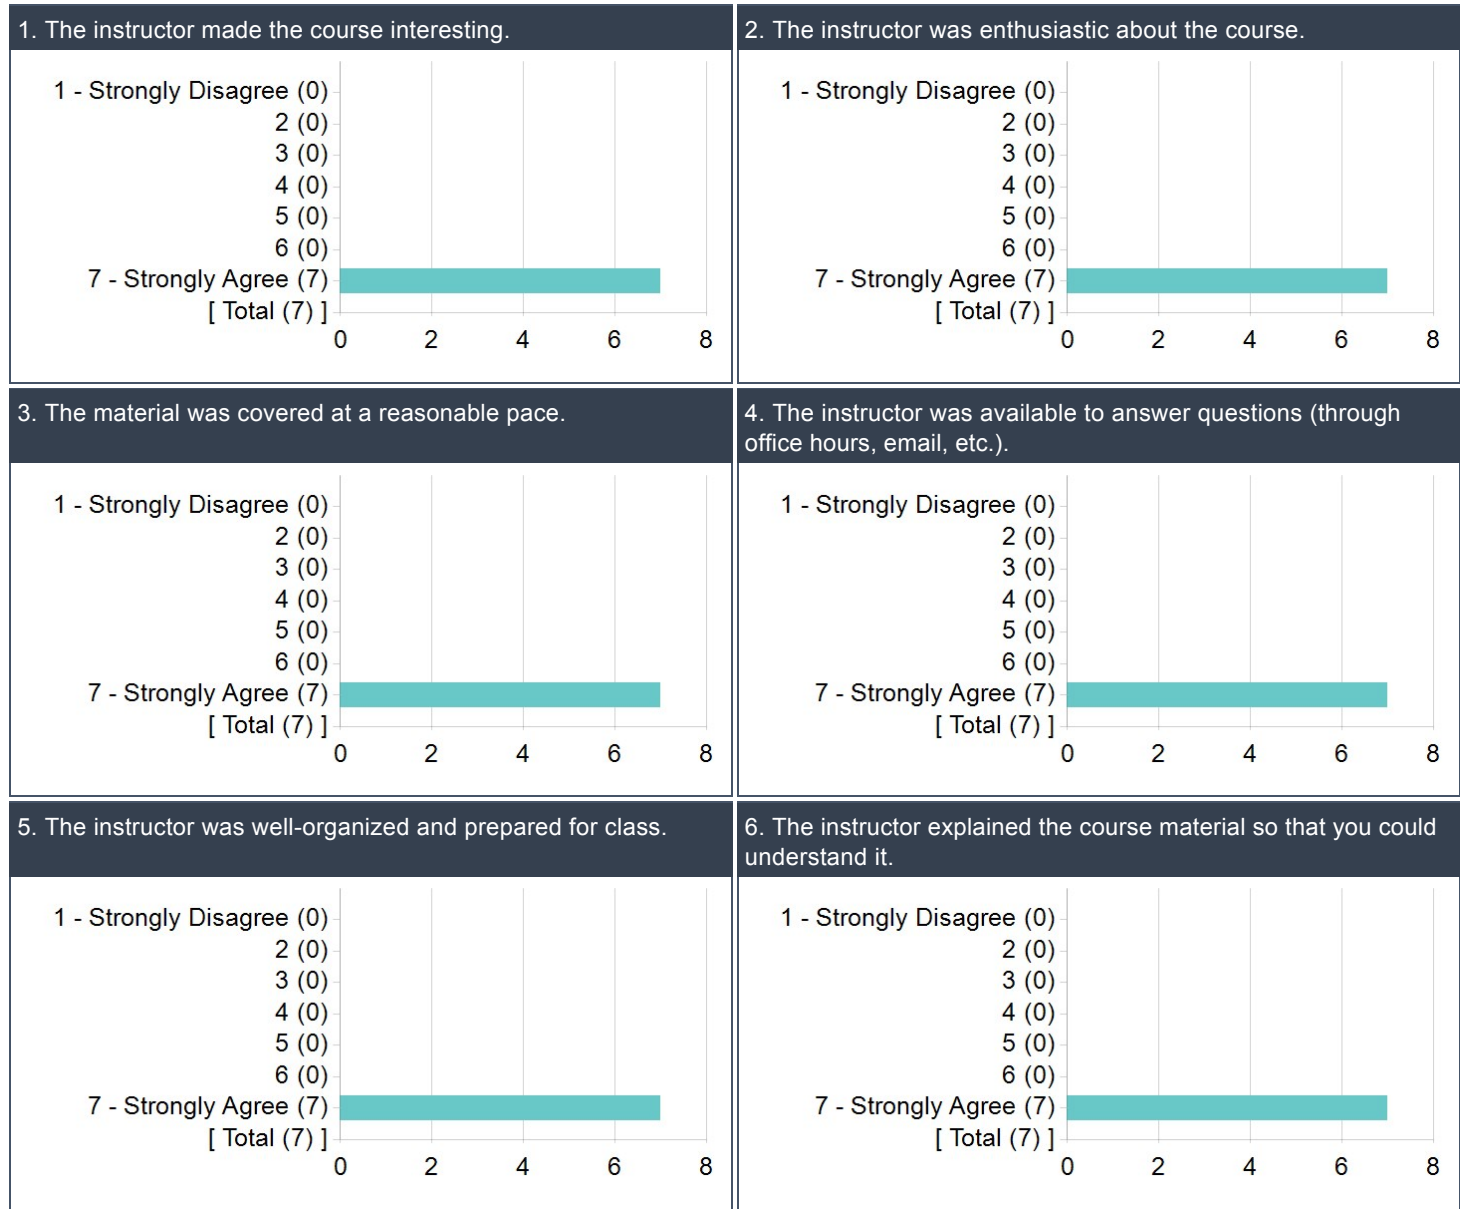 1. The instructor made the course interesting.
1 - Strongly Disagree (0)
2 (0)
3 (0)
4 (0)
5 (0)
6 (0)
7 - Strongly Agree (7)
[ Total (7) ]
0 2 4 6 8
2. The instructor was enthusiastic about the course.
1 - Strongly Disagree (0)
2 (0)
3 (0)
4 (0)
5 (0)
6 (0)
7 - Strongly Agree (7)
[ Total (7) ]
0 2 4 6 8
3. The material was covered at a reasonable pace.
1 - Strongly Disagree (0)
2 (0)
3 (0)
4 (0)
5 (0)
6 (0)
7 - Strongly Agree (7)
[ Total (7) ]
0 2 4 6 8
4. The instructor was available to answer questions (through
office hours, email, etc.).
1 - Strongly Disagree (0)
2 (0)
3 (0)
4 (0)
5 (0)
6 (0)
7 - Strongly Agree (7)
[ Total (7) ]
0 2 4 6 8
5. The instructor was well-organized and prepared for class.
1 - Strongly Disagree (0)
2 (0)
3 (0)
4 (0)
5 (0)
6 (0)
7 - Strongly Agree (7)
[ Total (7) ]
0 2 4 6 8
6. The instructor explained the course material so that you could
understand it.
1 - Strongly Disagree (0)
2 (0)
3 (0)
4 (0)
5 (0)
6 (0)
7 - Strongly Agree (7)
[ Total (7) ]
0 2 4 6 8